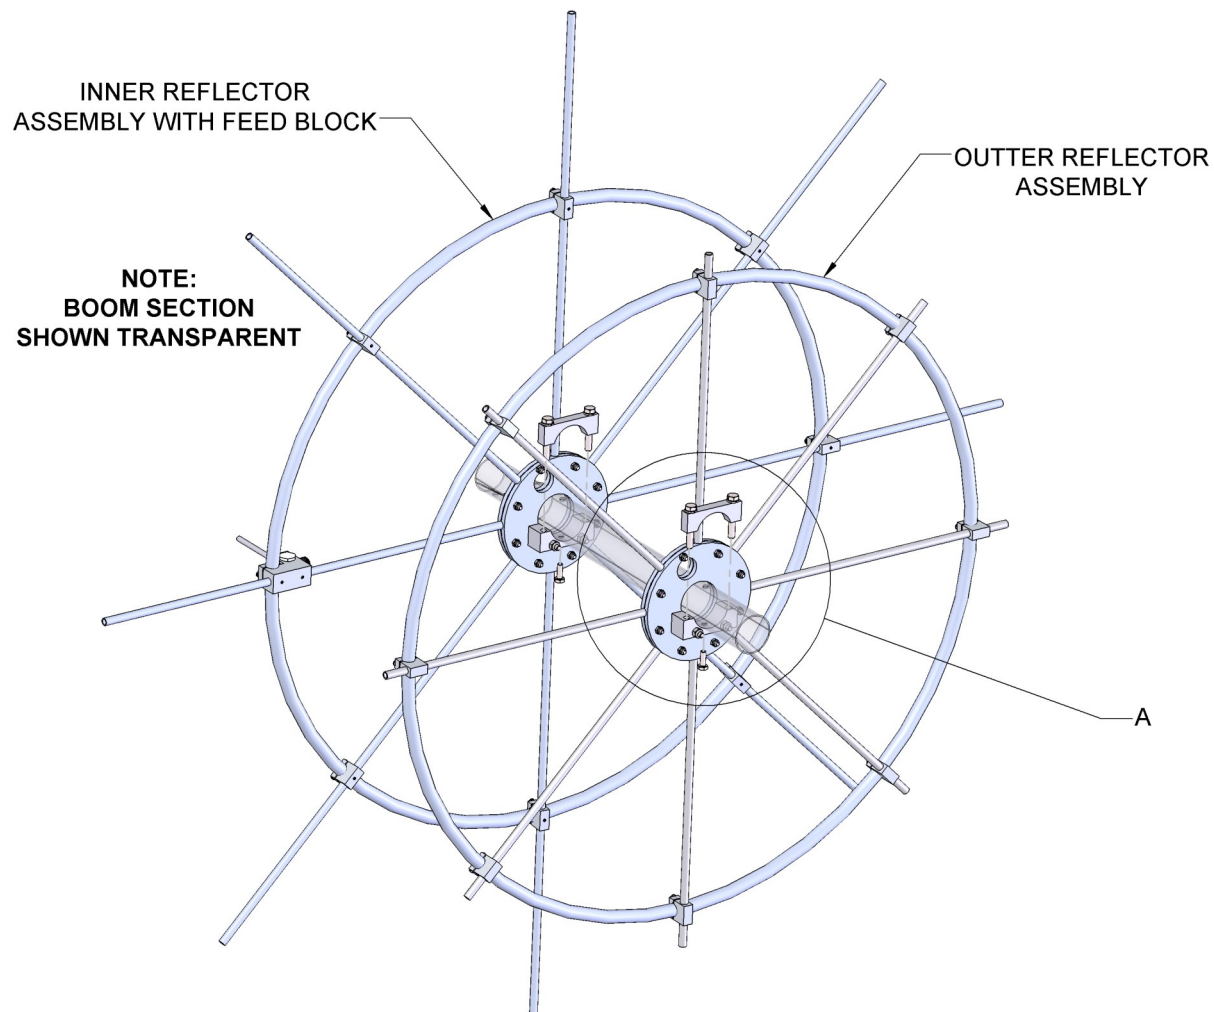 INNER REFLECTOR
ASSEMBLY WITH FEED BLOCK
OUTTER REFLECTOR
ASSEMBLY
NOTE:
BOOM SECTION
SHOWN TRANSPARENT
A